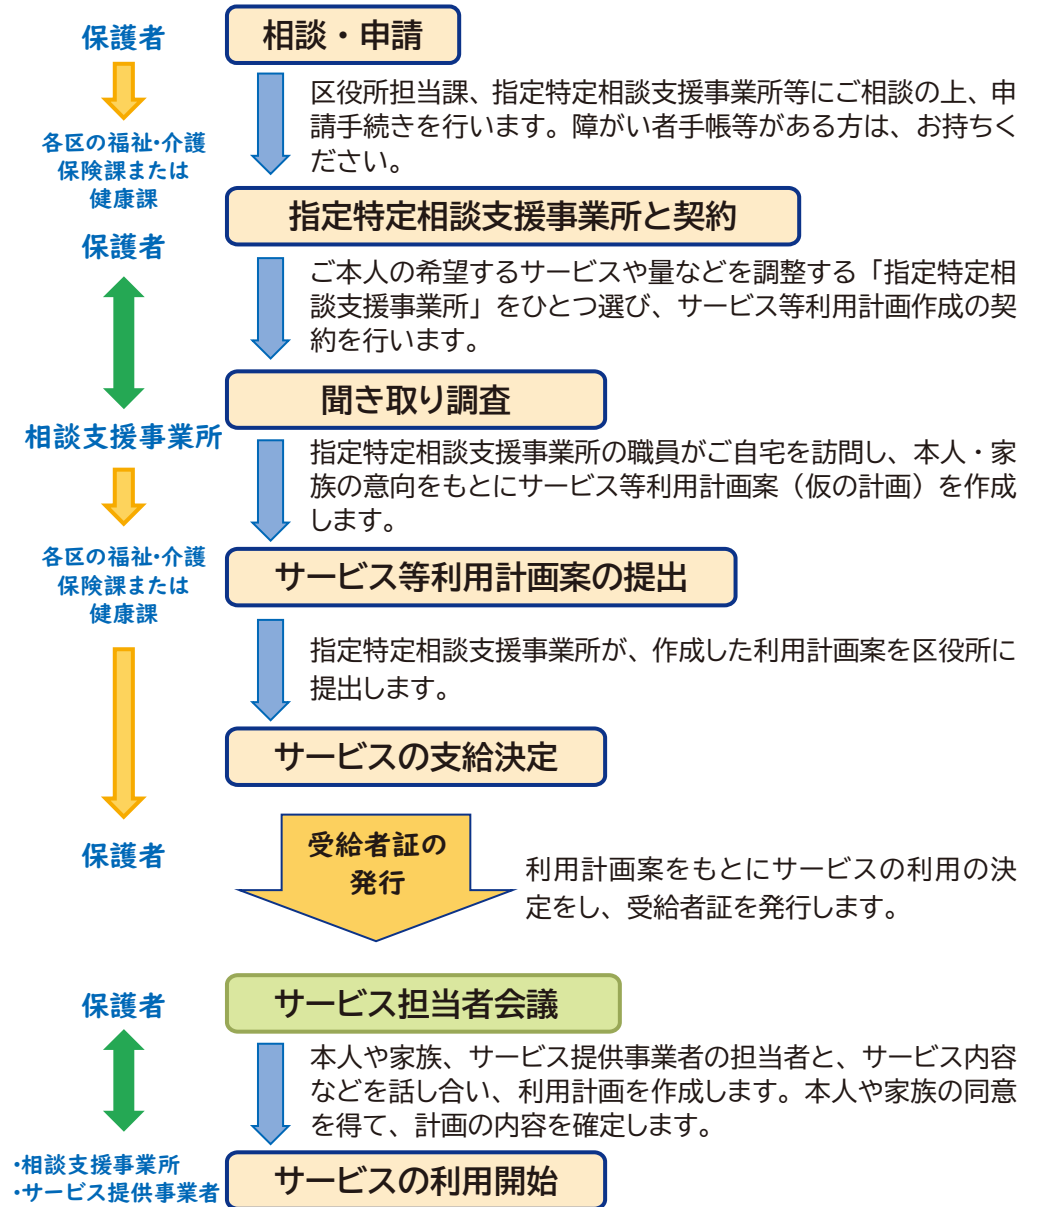 保護者
相談・申請
区役所担当課、指定特定相談支援事業所等にご相談の上、申
請手続きを行います。障がい者手帳等がある方は、お持ちく
ださい。
各区の福祉・介護
保険課または
健康課
指定特定相談支援事業所と契約
保護者
ご本人の希望するサービスや量などを調整する「指定特定相
談支援事業所」をひとつ選び、サービス等利用計画作成の契
約を行います。
聞き取り調査
相談支援事業所
指定特定相談支援事業所の職員がご自宅を訪問し、本人・家
族の意向をもとにサービス等利用計画案（仮の計画）を作成
します。
各区の福祉・介護
保険課または
健康課
サービス等利用計画案の提出
指定特定相談支援事業所が、作成した利用計画案を区役所に
提出します。
サービスの支給決定
保護者
受給者証の
発行
利用計画案をもとにサービスの利用の決
定をし、受給者証を発行します。
保護者
サービス担当者会議
本人や家族、サービス提供事業者の担当者と、サービス内容
などを話し合い、利用計画を作成します。本人や家族の同意
を得て、計画の内容を確定します。
・相談支援事業所
・サービス提供事業者
サービスの利用開始